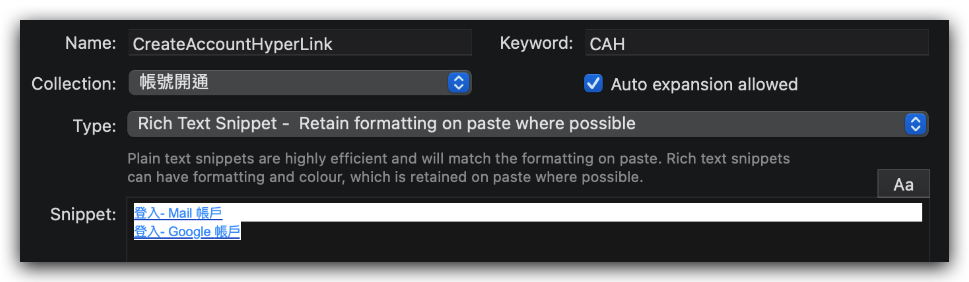 Name: CreateAccountHyperLink Keyword: CAH
Collection: 帳號開通 Auto expansion allowed
Type: Rich Text Snippet - Retain formatting on paste where possible
Plain text snippets are highly efficient and will match the formatting on paste. Rich text snippets
can have formatting and colour, which is retained on paste where possible.
Aa
Snippet: 登入- Mail 帳戶
登入- Google 帳戶